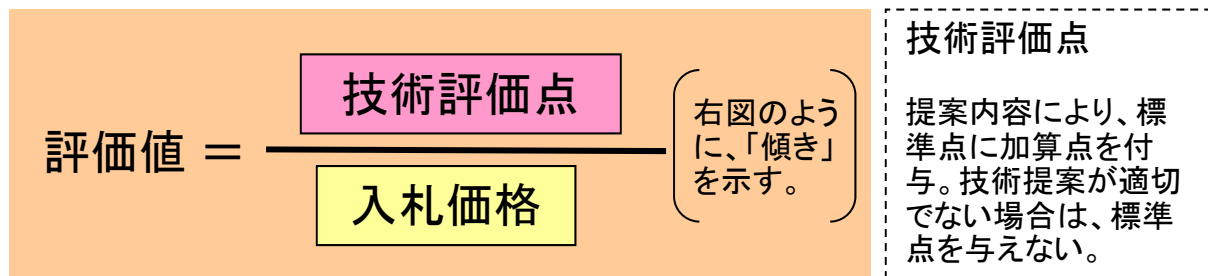 評価値 =
技術評価点
入札価格
右図のよう
に、「傾き」
を示す。
技術評価点
提案内容により、標
準点に加算点を付
与。技術提案が適切
でない場合は、標準
点を与えない。